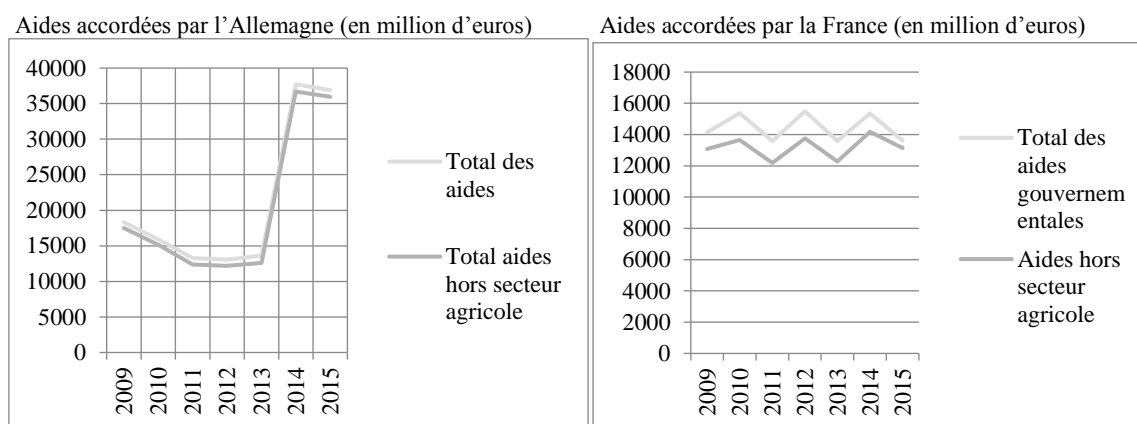 Aides accordées par l’Allemagne (en million d’euros)
40000
35000
30000
25000
20000
15000
10000
5000
0
2009
2010
2011
2012
2013
2014
2015
Total des
aides
Total aides
hors secteur
agricole
Aides accordées par la France (en million d’euros)
18000
16000
14000
12000
10000
8000
6000
4000
2000
0
2009
2010
2011
2012
2013
2014
2015
Total des
aides
gouvernem
entales
Aides hors
secteur
agricole